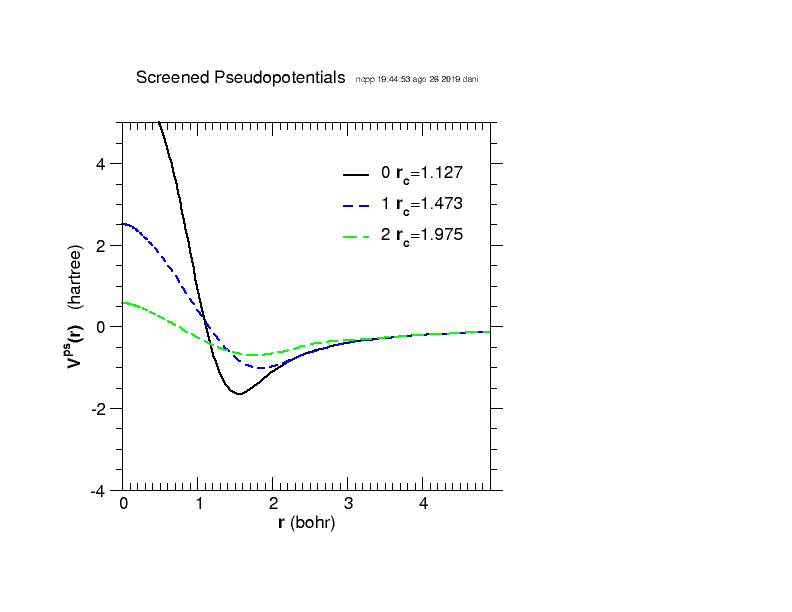 Screened Pseudopotentials ncpp 19:44:53 ago 26 2019 dani
0 rc=1.127
1 rc=1.473
2 rc=1.975
4
2
0
-2
-4
Vps(r) (hartree)
0 1 2 3 4
r (bohr)